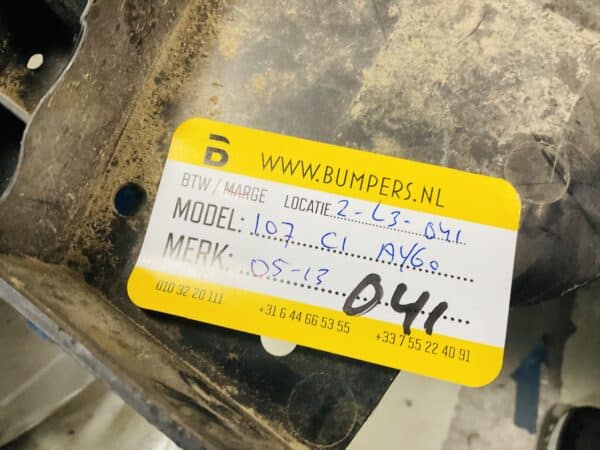 B WWW.BUMPERS.NL
BTW / MARGE LOCATIE 2-L3-041
MODEL: 107 C1 AYGO
MERK: 05-13 041
010 32 20 111 +31 6 44 66 53 55 +33 7 55 22 40 91